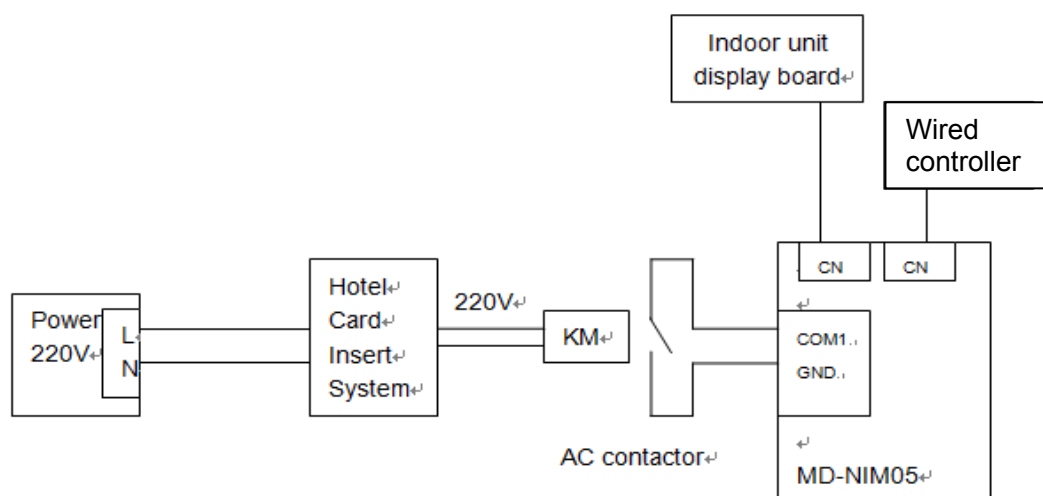 Indoor unit
display board↵
Wired
controller
CN
CN
Power
220V↵
L↵
N
Hotel↵
Card↵
Insert↵
System↵
220V↵
KM↵
COM1↵
GND↵
AC contactor↵
↵
↵
MD-NIM05↵